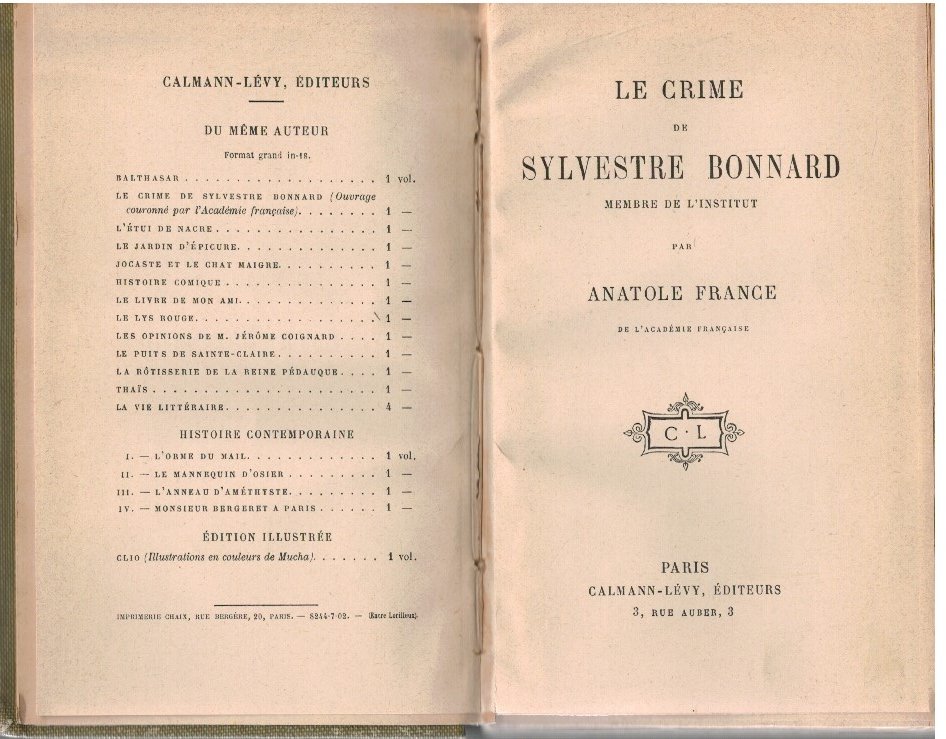 CALMANN-LÉVY, ÉDITEURS
DU MÊME AUTEUR
Format grand in-18.
BALTHASAR . . . . . . . . . . . . . . . . . . . 1 vol.
LE CRIME DE SYLVESTRE BONNARD (Ouvrage
couronné par l'Académie française). . . . . . . . 1 —
L'ÉTUI DE NACRE . . . . . . . . . . . . . . . . 1 —
LE JARDIN D'ÉPICURE. . . . . . . . . . . . . . 1 —
JOCASTE ET LE CHAT MAIGRE. . . . . . . . . . 1 —
HISTOIRE COMIQUE . . . . . . . . . . . . . . . 1 —
LE LIVRE DE MON AMI. . . . . . . . . . . . . . 1 —
LE LYS ROUGE. . . . . . . . . . . . . . . . . . 1 —
LES OPINIONS DE M. JÉRÔME COIGNARD . . . . 1 —
LE PUITS DE SAINTE-CLAIRE. . . . . . . . . . . 1 —
LA RÔTISSERIE DE LA REINE PÉDAUQUE. . . . 1 —
THAÏS . . . . . . . . . . . . . . . . . . . . . . 1 —
LA VIE LITTÉRAIRE. . . . . . . . . . . . . . . . 4 —
HISTOIRE CONTEMPORAINE
I. — L'ORME DU MAIL. . . . . . . . . . . . . 1 vol.
II. — LE MANNEQUIN D'OSIER . . . . . . . . . 1 —
III. — L'ANNEAU D'AMÉTHYSTE. . . . . . . . . 1 —
IV. — MONSIEUR BERGERET A PARIS . . . . . . 1 —
ÉDITION ILLUSTRÉE
CLIO (Illustrations en couleurs de Mucha). . . . . . . 1 vol.
IMPRIMERIE CHAIX, RUE BERGÈRE, 20, PARIS. — 8244-7-02. — (Encre Lorilleux).
LE CRIME
DE
SYLVESTRE BONNARD
MEMBRE DE L'INSTITUT
PAR
ANATOLE FRANCE
DE L'ACADÉMIE FRANÇAISE
C · L
PARIS
CALMANN-LÉVY, ÉDITEURS
3, RUE AUBER, 3